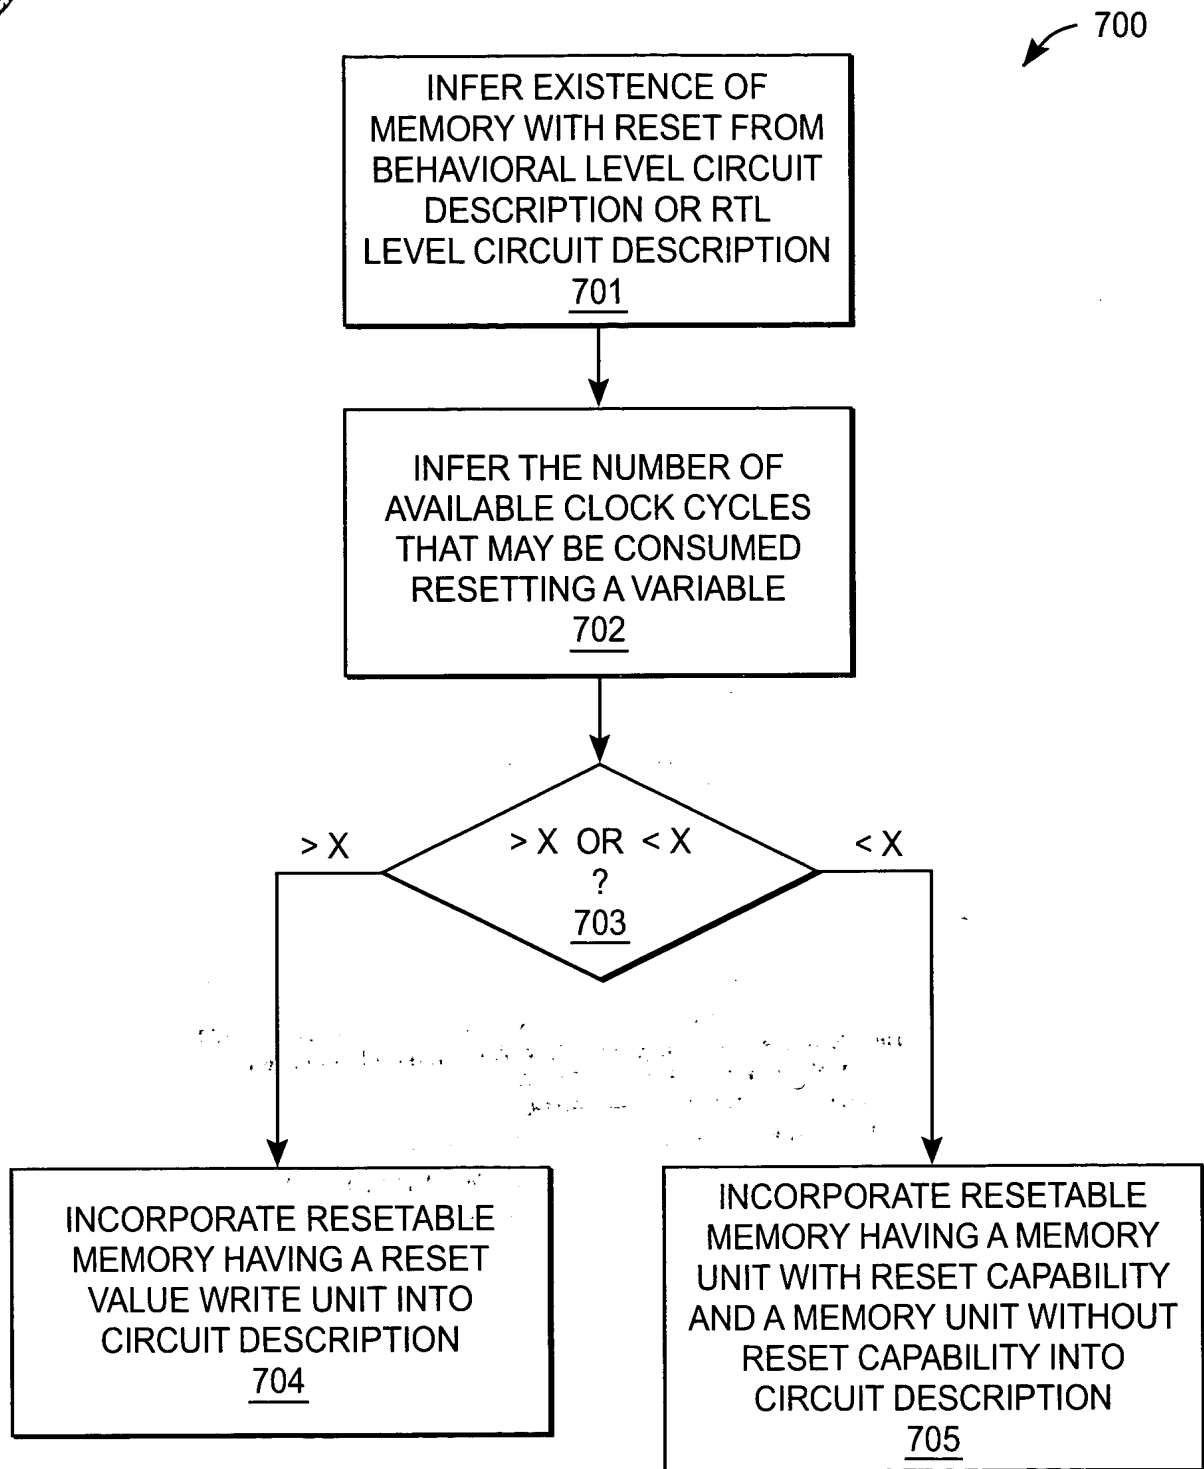 700
INFER EXISTENCE OF
MEMORY WITH RESET FROM
BEHAVIORAL LEVEL CIRCUIT
DESCRIPTION OR RTL
LEVEL CIRCUIT DESCRIPTION
701
INFER THE NUMBER OF
AVAILABLE CLOCK CYCLES
THAT MAY BE CONSUMED
RESETTING A VARIABLE
702
> X
> X OR < X
?
703
< X
INCORPORATE RESETABLE
MEMORY HAVING A RESET
VALUE WRITE UNIT INTO
CIRCUIT DESCRIPTION
704
INCORPORATE RESETABLE
MEMORY HAVING A MEMORY
UNIT WITH RESET CAPABILITY
AND A MEMORY UNIT WITHOUT
RESET CAPABILITY INTO
CIRCUIT DESCRIPTION
705